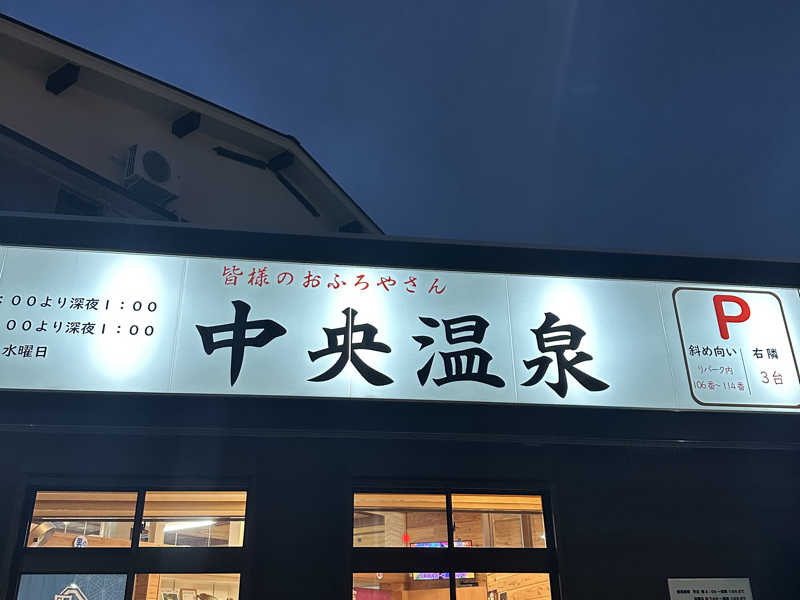 ：００より深夜１：００
００より深夜１：００
水曜日
皆様のおふろやさん
中央温泉
P
斜め向い
リパーク内
106番～114番
右隣
3台
男